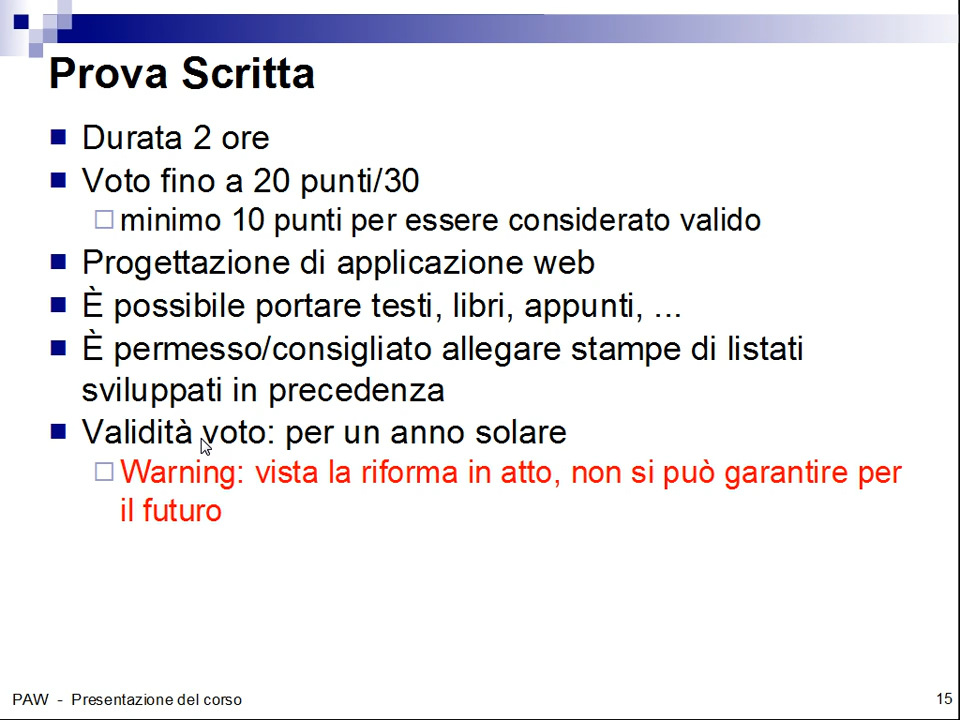 Prova Scritta
Durata 2 ore
Voto fino a 20 punti/30
minimo 10 punti per essere considerato valido
Progettazione di applicazione web
È possibile portare testi, libri, appunti, ...
È permesso/consigliato allegare stampe di listati
sviluppati in precedenza
Validità voto: per un anno solare
Warning: vista la riforma in atto, non si può garantire per
il futuro
PAW - Presentazione del corso
15